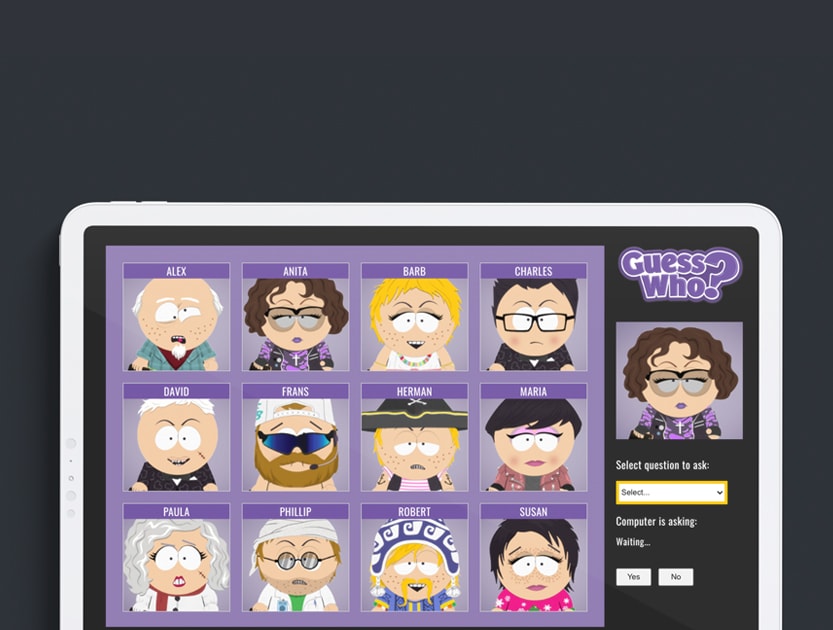 ALEX
ANITA
BARB
CHARLES
DAVID
FRANS
HERMAN
MARIA
PAULA
PHILLIP
ROBERT
SUSAN
Guess
Who?
Select question to ask:
Select...
Computer is asking:
Waiting...
Yes
No